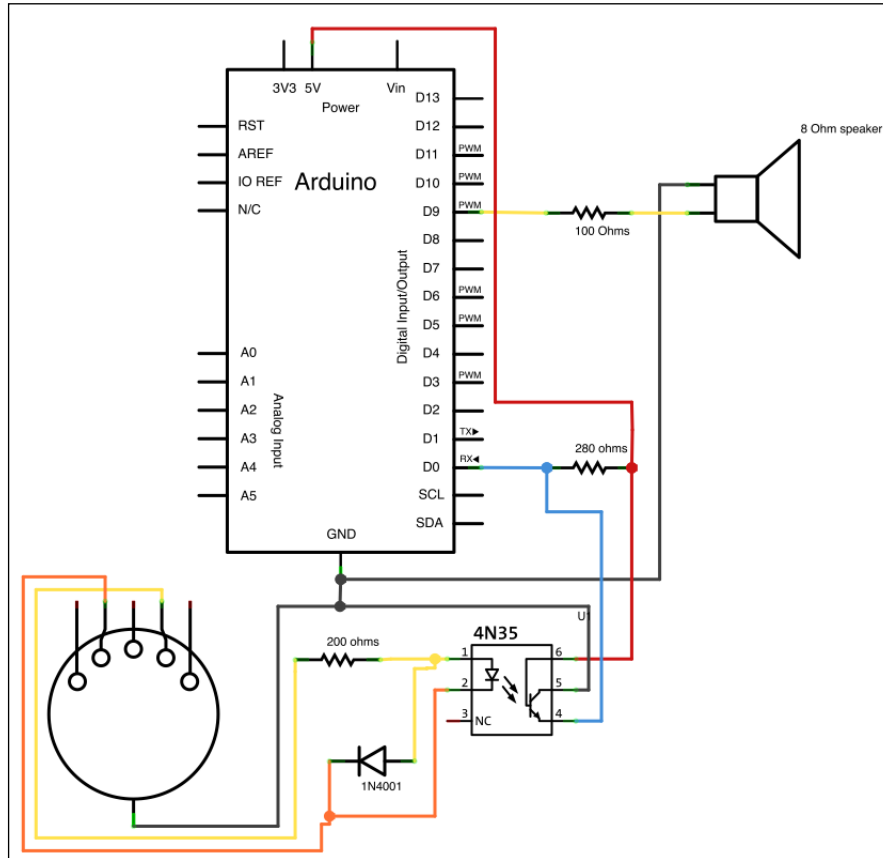 3V3 5V Vin
Power
Arduino
RST
AREF
IO REF
N/C
A0
A1
A2
A3
A4
A5
Analog Input
D13
D12
D11 PWM
D10 PWM
D9 PWM
D8
D7
D6 PWM
D5 PWM
D4
D3 PWM
D2
D1 TX▶
D0 RX◀
SCL
SDA
Digital Input/Output
GND
8 Ohm speaker
100 Ohms
280 ohms
U1
4N35
200 ohms
1 6
2 5
3 NC 4
1N4001